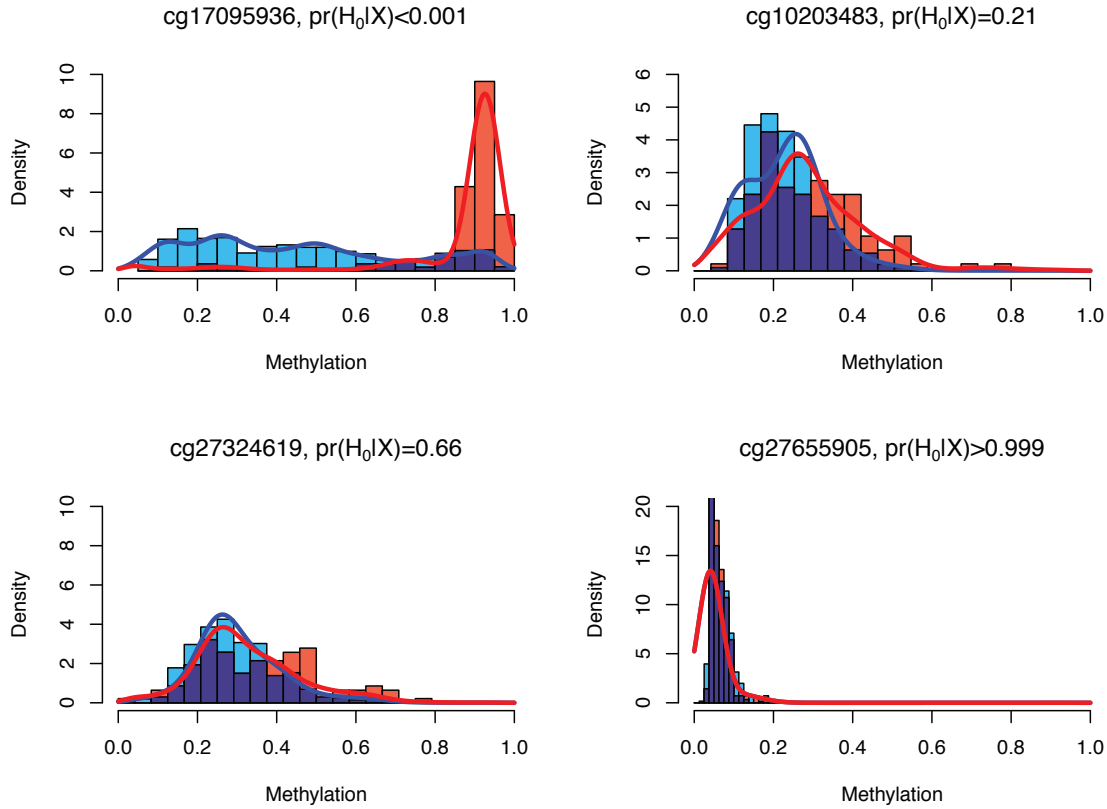 cg17095936, pr(H₀|X)<0.001
Density
10
8
6
4
2
0
0.0 0.2 0.4 0.6 0.8 1.0
Methylation
cg10203483, pr(H₀|X)=0.21
Density
6
5
4
3
2
1
0
0.0 0.2 0.4 0.6 0.8 1.0
Methylation
cg27324619, pr(H₀|X)=0.66
Density
10
8
6
4
2
0
0.0 0.2 0.4 0.6 0.8 1.0
Methylation
cg27655905, pr(H₀|X)>0.999
Density
20
15
10
5
0
0.0 0.2 0.4 0.6 0.8 1.0
Methylation